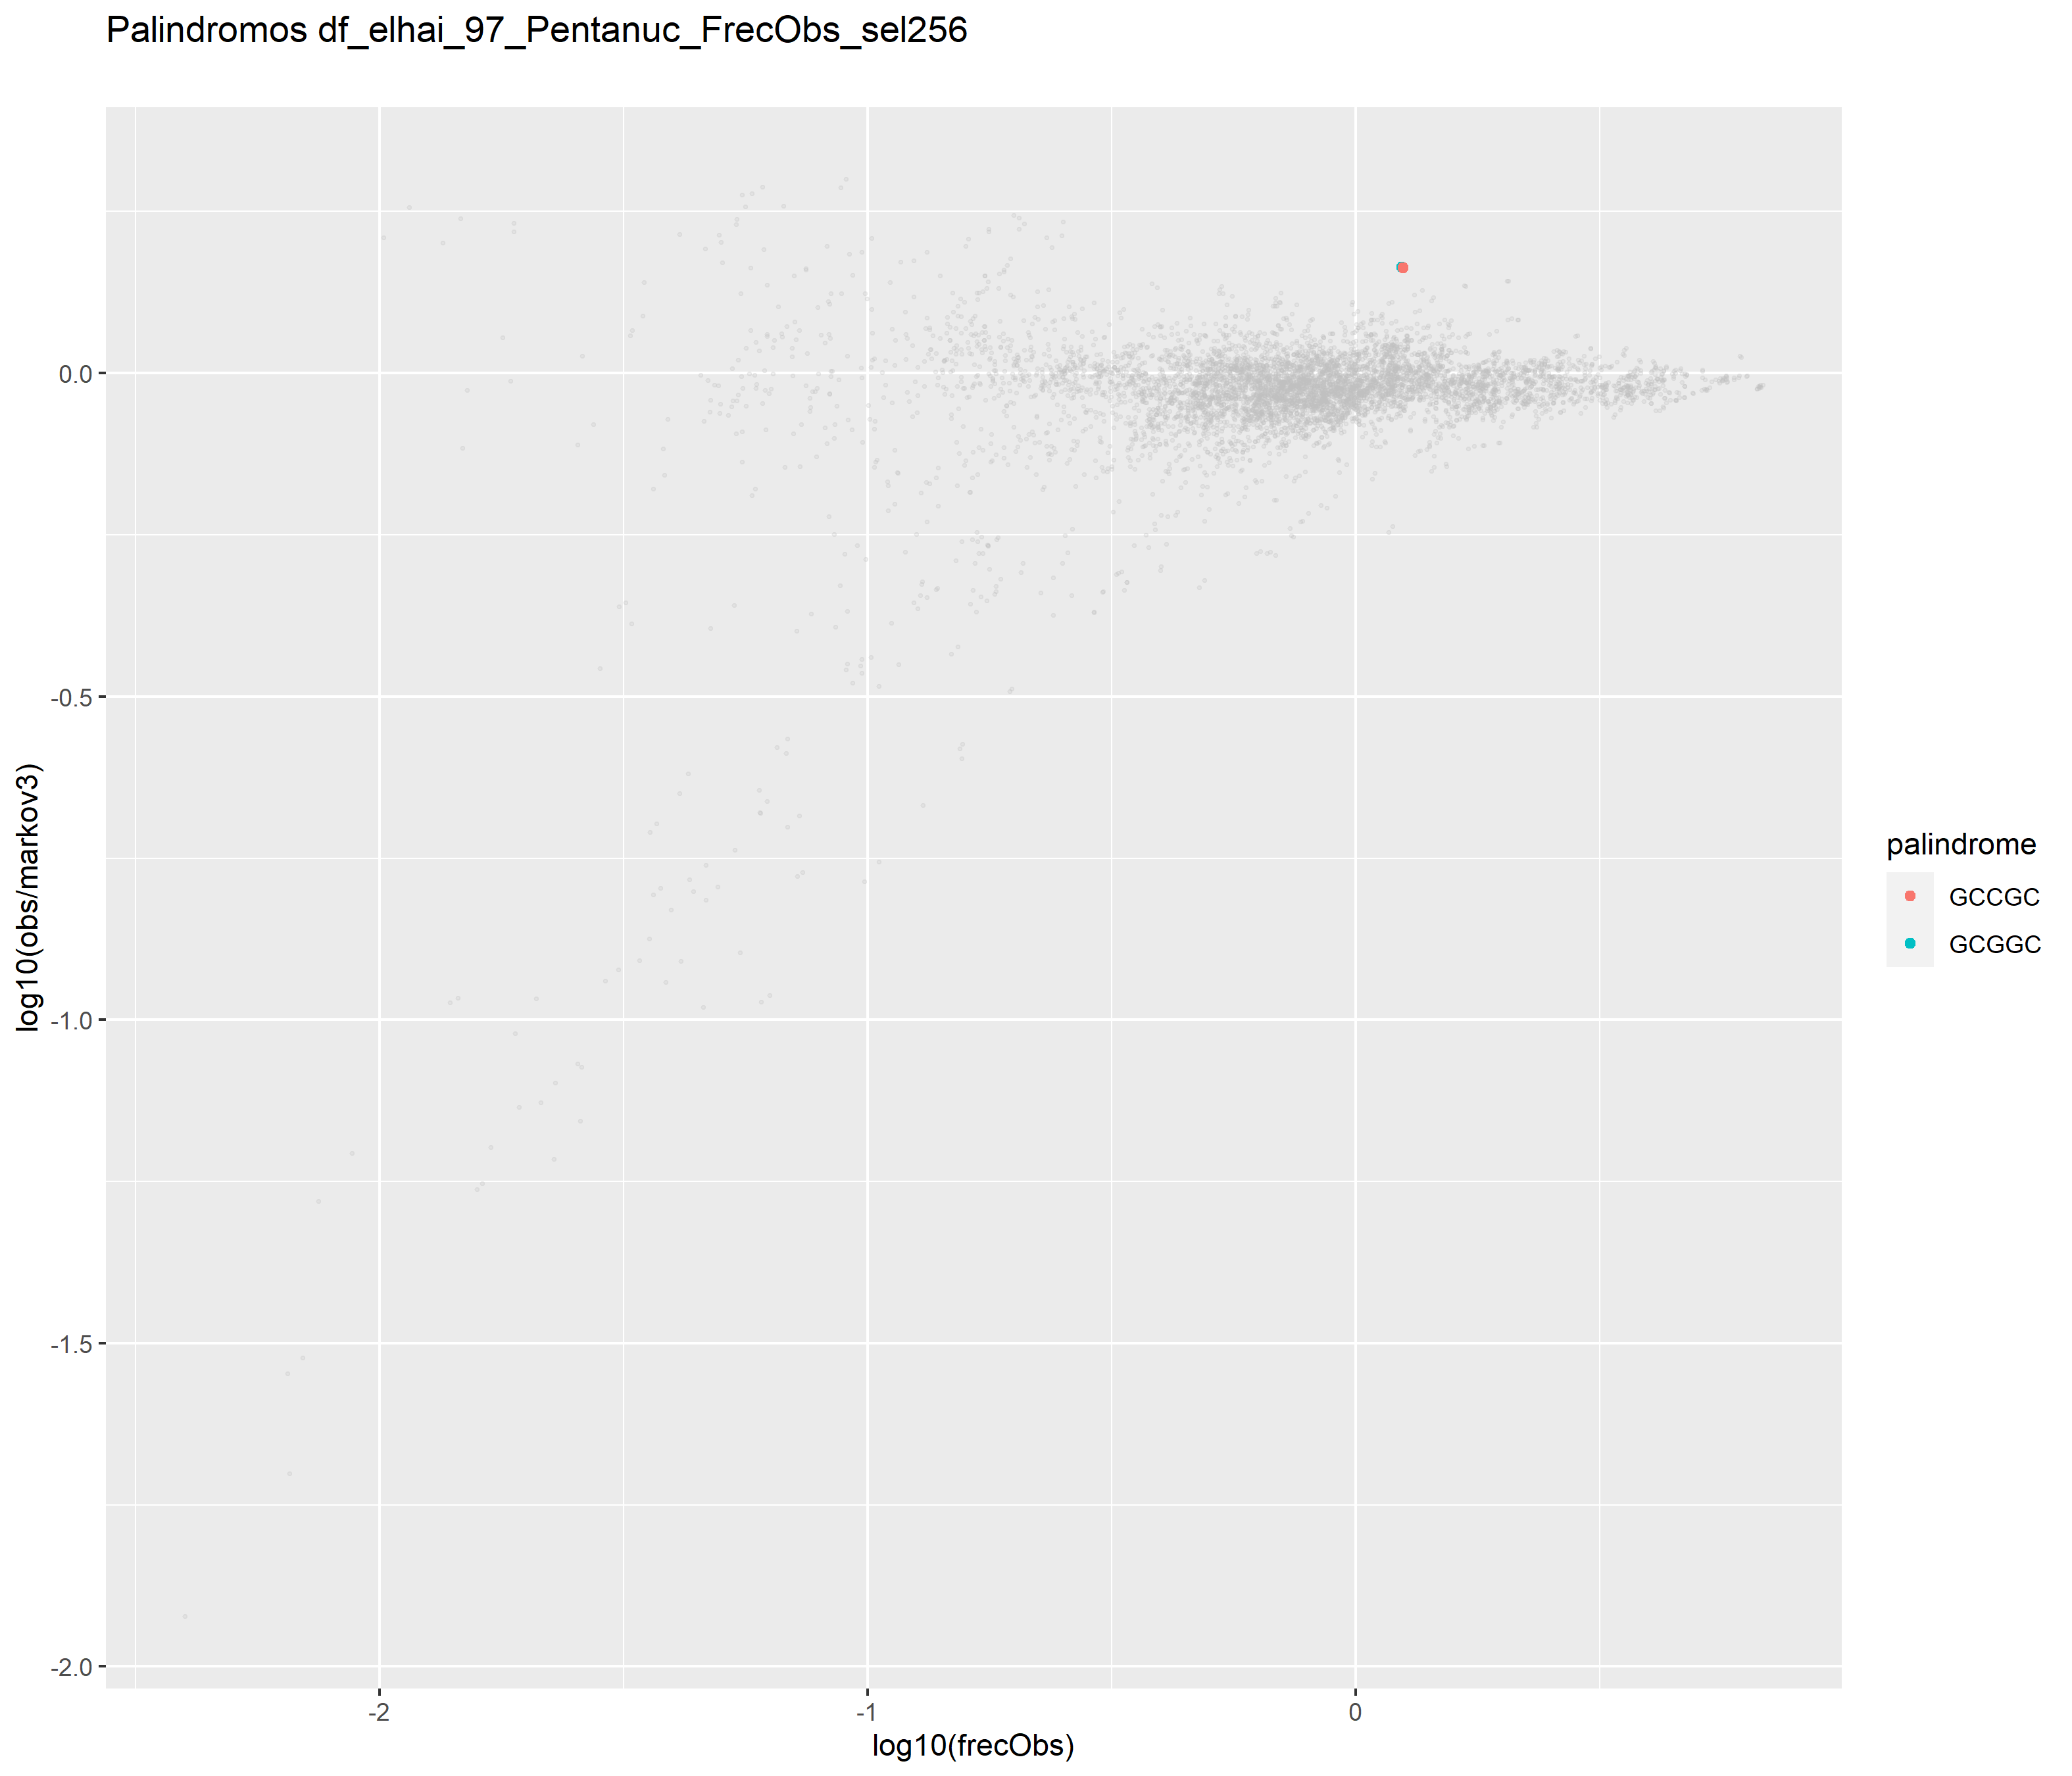 Palindromos df_elhai_97_Pentanuc_FrecObs_sel256
log10(obs/markov3)
0.0
-0.5
-1.0
-1.5
-2.0
-2
-1
0
log10(frecObs)
palindrome
GCCGC
GCGGC